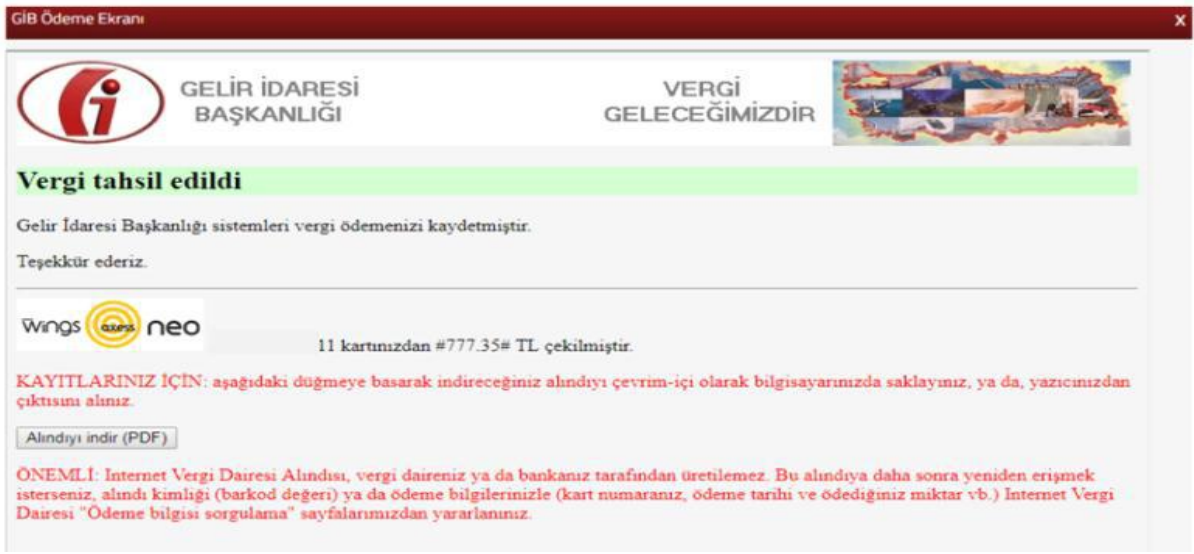 GİB Ödeme Ekranı X
GELİR İDARESİ
BAŞKANLIĞI
VERGİ
GELECEĞİMİZDİR
Vergi tahsil edildi
Gelir İdaresi Başkanlığı sistemleri vergi ödemenizi kaydetmiştir.
Teşekkür ederiz.
wings axess neo
11 kartınızdan #777.35# TL çekilmiştir.
KAYITLARINIZ İÇİN: aşağıdaki düğmeye basarak indireceğiniz alındıyı çevrim-içi olarak bilgisayarınızda saklayınız, ya da, yazıcınızdan
çıktısını alınız.
Alındıyı indir (PDF)
ÖNEMLİ: Internet Vergi Dairesi Alındısı, vergi daireniz ya da bankanız tarafından üretilemez. Bu alındıya daha sonra yeniden erişmek
isterseniz, alındı kimliği (barkod değeri) ya da ödeme bilgilerinizle (kart numaranız, ödeme tarihi ve ödediğiniz miktar vb.) Internet Vergi
Dairesi "Ödeme bilgisi sorgulama" sayfalarımızdan yararlanınız.